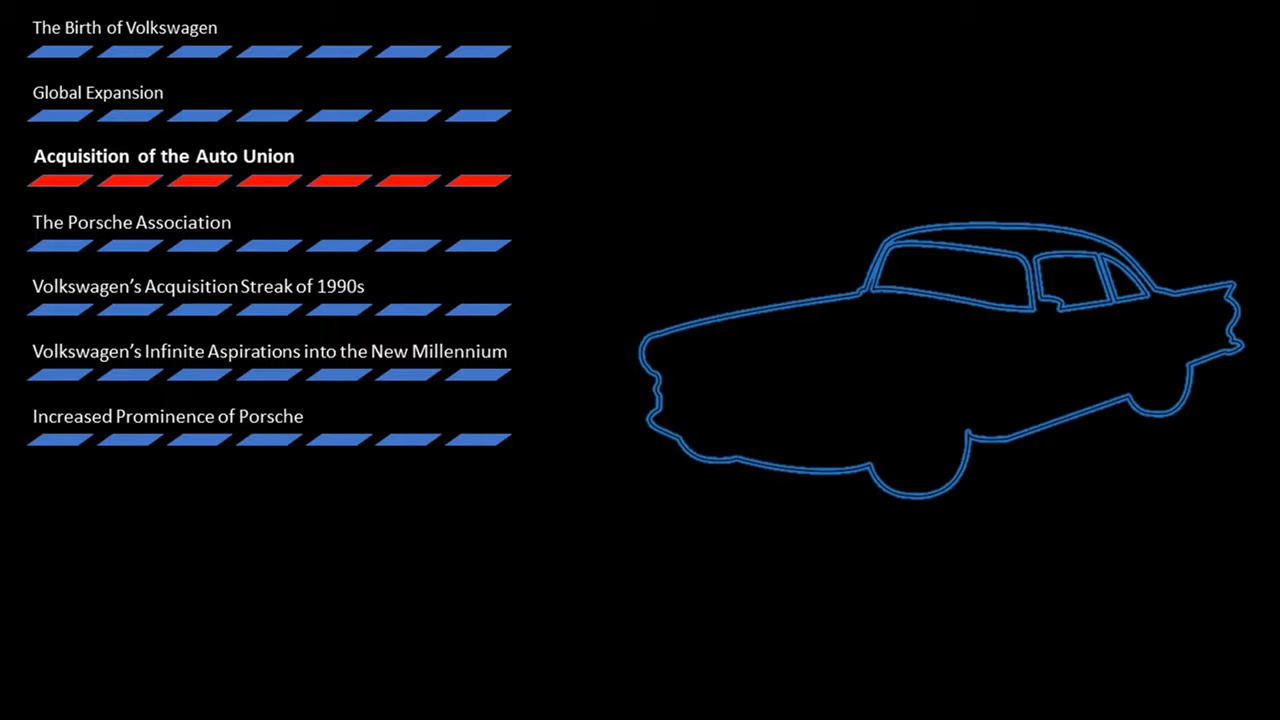 The Birth of Volkswagen
Global Expansion
Acquisition of the Auto Union
The Porsche Association
Volkswagen’s Acquisition Streak of 1990s
Volkswagen’s Infinite Aspirations into the New Millennium
Increased Prominence of Porsche